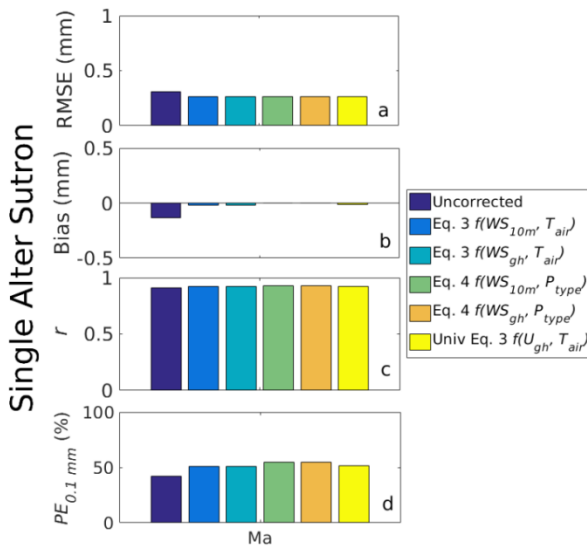 Single Alter Sutron
RMSE (mm)
1
0.5
0
a
Bias (mm)
0.5
0
-0.5
b
r
1
0.5
0
c
PE0.1 mm (%)
100
50
0
d
Ma
Uncorrected
Eq. 3 f(WS10m, Tair)
Eq. 3 f(WSgh, Tair)
Eq. 4 f(WS10m, Ptype)
Eq. 4 f(WSgh, Ptype)
Univ Eq. 3 f(Ugh, Tair)